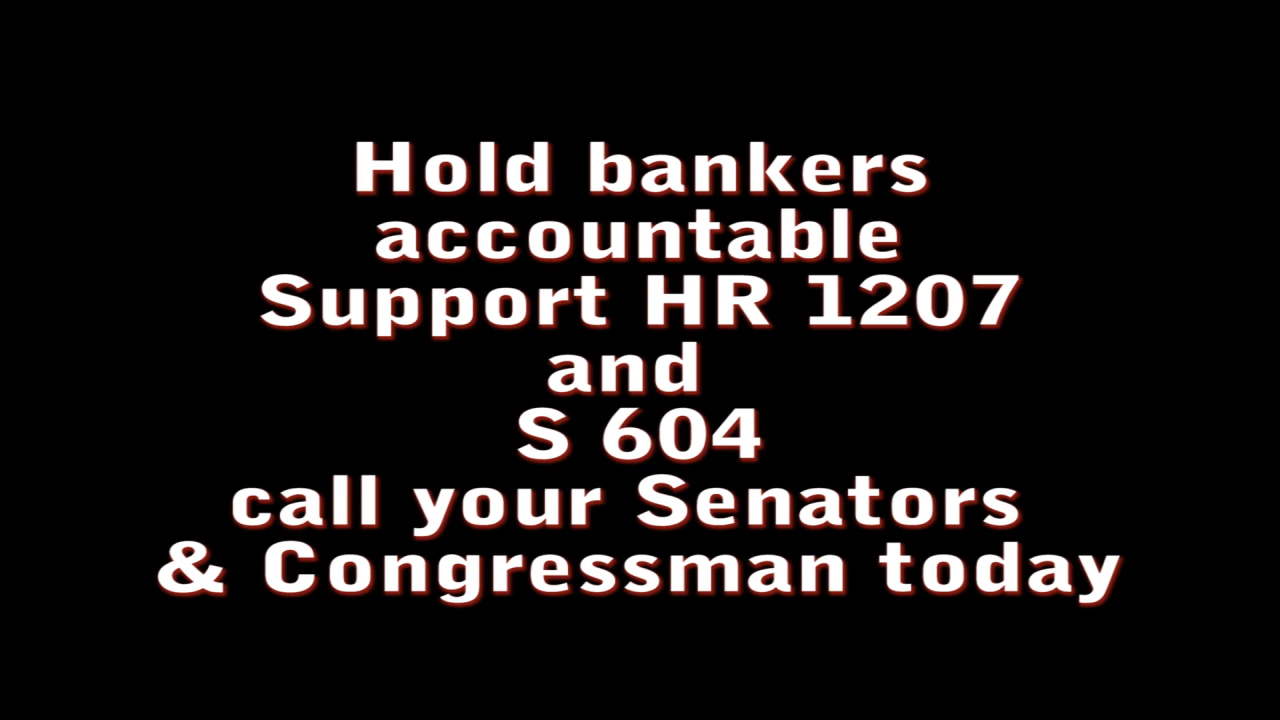 Hold bankers
accountable
Support HR 1207
and
S 604
call your Senators
& Congressman today